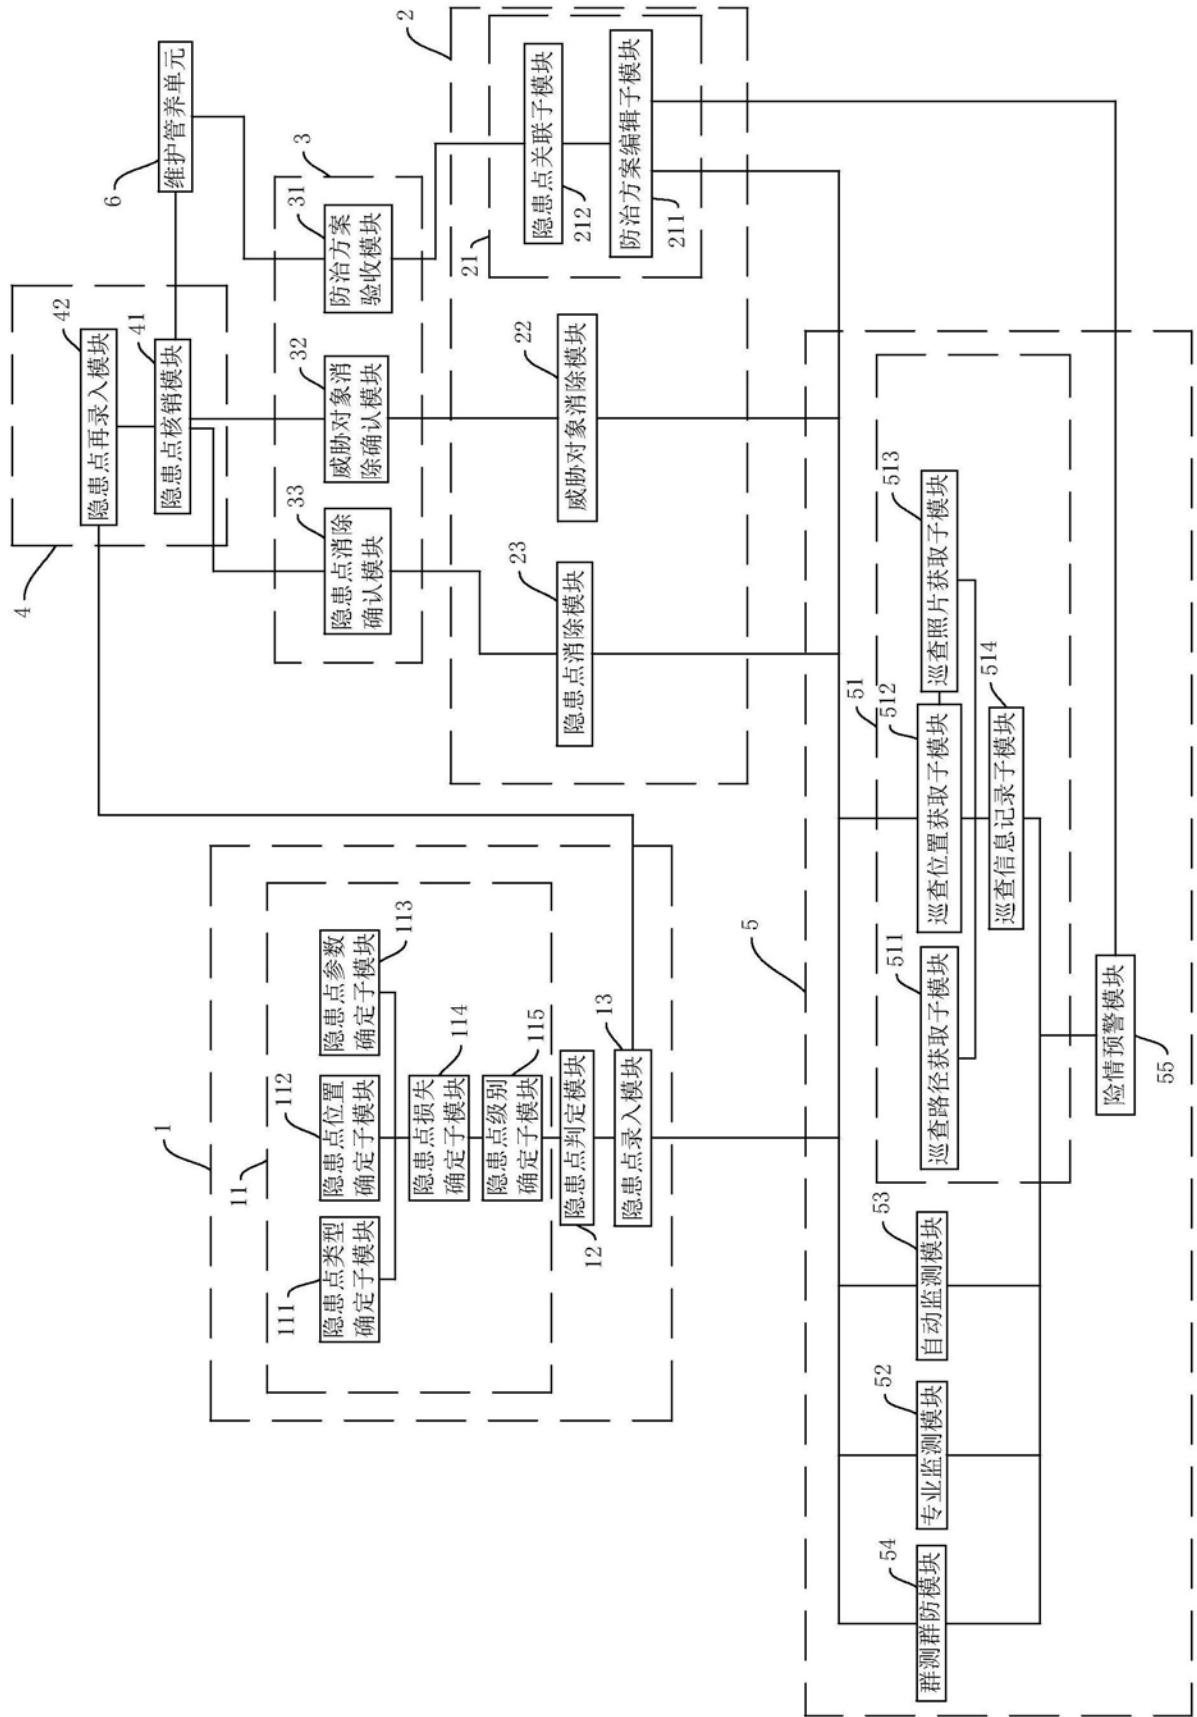 1
11
111
隐患点类型
确定子模块
112
隐患点位置
确定子模块
113
隐患点参数
确定子模块
114
隐患点损失
确定子模块
115
隐患点级别
确定子模块
12
隐患点判定模块
13
隐患点录入模块
4
42
隐患点再录入模块
41
隐患点核销模块
6
维护管养单元
3
33
隐患点消除
确认模块
32
威胁对象消
除确认模块
31
防治方案
验收模块
2
23
隐患点消除模块
22
威胁对象消除模块
21
隐患点关联子模块
212
防治方案编辑子模块
211
5
54
群测群防模块
52
专业监测模块
53
自动监测模块
51
511
巡查路径获取子模块
512
巡查位置获取子模块
513
巡查照片获取子模块
514
巡查信息记录子模块
险情预警模块
55